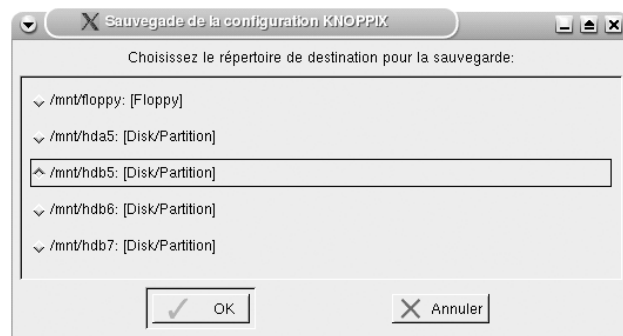 Sauvegade de la configuration KNOPPIX
Choisissez le répertoire de destination pour la sauvegarde:
/mnt/floppy: [Floppy]
/mnt/hda5: [Disk/Partition]
/mnt/hdb5: [Disk/Partition]
/mnt/hdb6: [Disk/Partition]
/mnt/hdb7: [Disk/Partition]
OK
Annuler